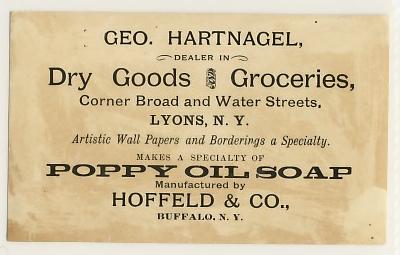 GEO. HARTNAGEL,
DEALER IN
Dry Goods & Groceries,
Corner Broad and Water Streets,
LYONS, N. Y.
Artistic Wall Papers and Borderings a Specialty.
MAKES A SPECIALTY OF
POPPY OIL SOAP
Manufactured by
HOFFELD & CO.,
BUFFALO, N. Y.